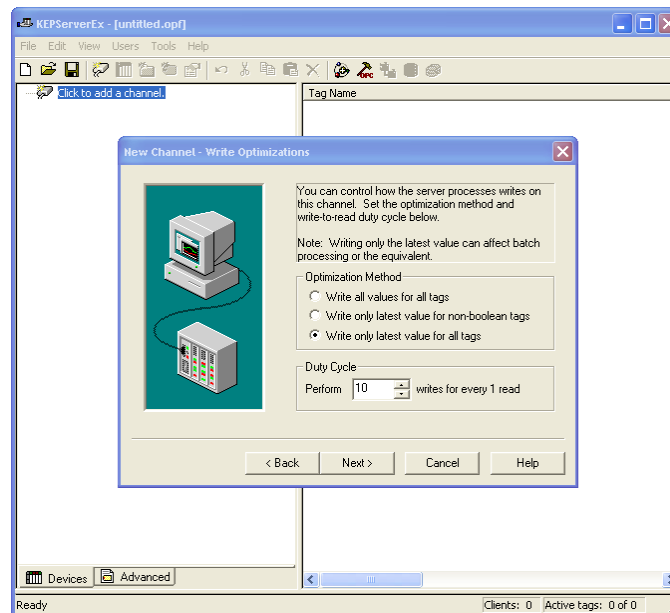 KEPServerEx - [untitled.opf]
File Edit View Users Tools Help
Click to add a channel.
Tag Name
New Channel - Write Optimizations
You can control how the server processes writes on
this channel. Set the optimization method and
write-to-read duty cycle below.
Note: Writing only the latest value can affect batch
processing or the equivalent.
Optimization Method
Write all values for all tags
Write only latest value for non-boolean tags
Write only latest value for all tags
Duty Cycle
Perform 10 writes for every 1 read
< Back Next > Cancel Help
Devices Advanced
Ready Clients: 0 Active tags: 0 of 0